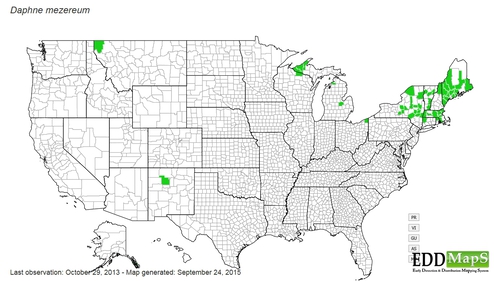 Daphne mezereum
PR
VI
GU
AS
EDDMapS
Early Detection & Distribution Mapping System
Last observation: October 29, 2013 - Map generated: September 24, 2015